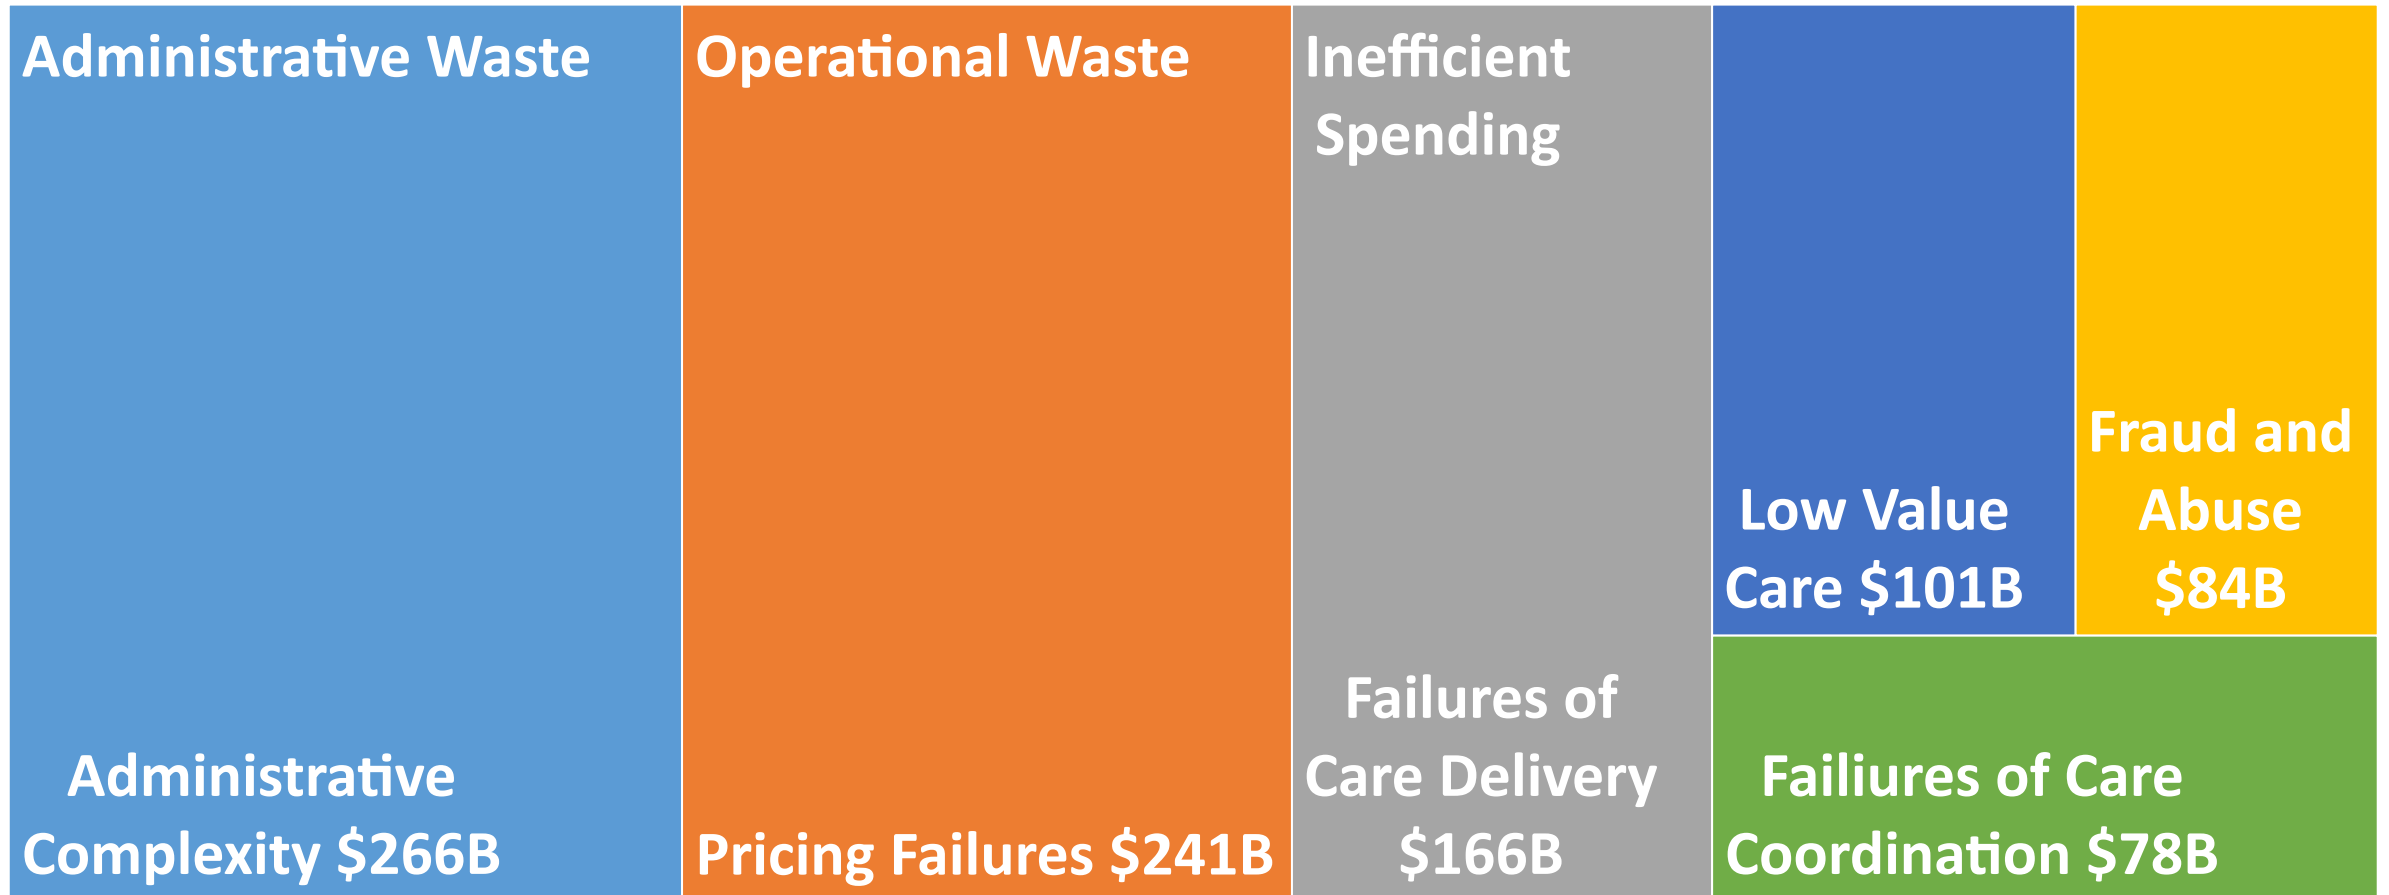 Administrative Waste
Administrative
Complexity $266B
Operational Waste
Pricing Failures $241B
Inefficient
Spending
Failures of
Care Delivery
$166B
Low Value
Care $101B
Fraud and
Abuse
$84B
Failiures of Care
Coordination $78B